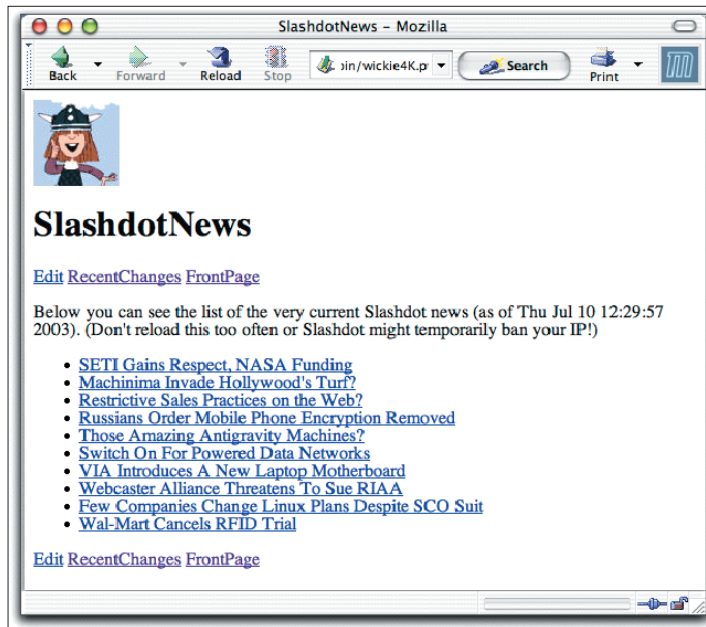 SlashdotNews – Mozilla
Back Forward Reload Stop in/wickie4K.p Search Print
SlashdotNews
Edit RecentChanges FrontPage
Below you can see the list of the very current Slashdot news (as of Thu Jul 10 12:29:57
2003). (Don't reload this too often or Slashdot might temporarily ban your IP!)
• SETI Gains Respect, NASA Funding
• Machinima Invade Hollywood's Turf?
• Restrictive Sales Practices on the Web?
• Russians Order Mobile Phone Encryption Removed
• Those Amazing Antigravity Machines?
• Switch On For Powered Data Networks
• VIA Introduces A New Laptop Motherboard
• Webcaster Alliance Threatens To Sue RIAA
• Few Companies Change Linux Plans Despite SCO Suit
• Wal-Mart Cancels RFID Trial
Edit RecentChanges FrontPage